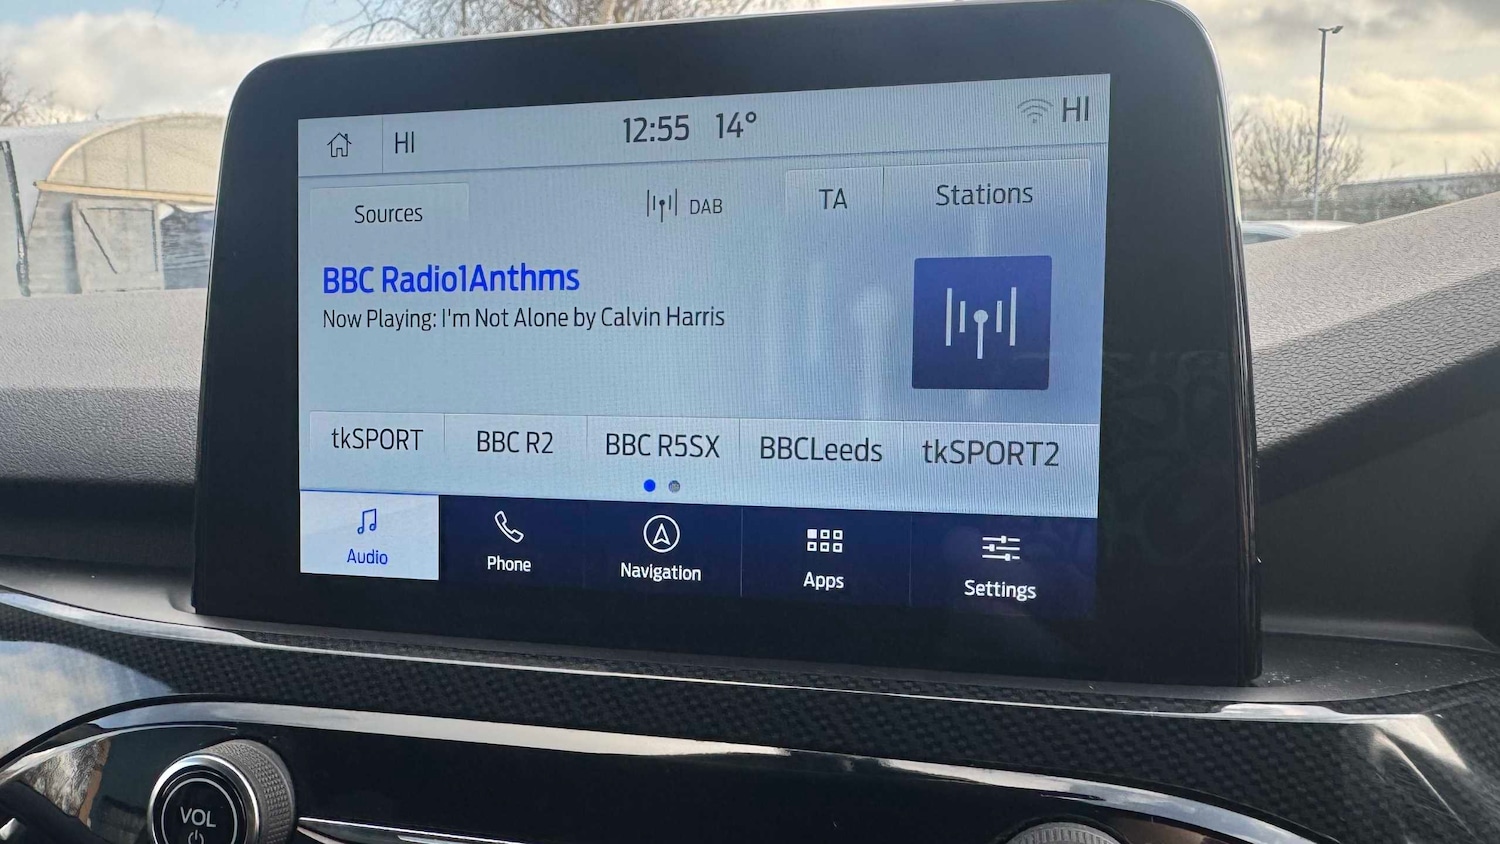 HI 12:55 14° HI
Sources DAB TA Stations
BBC Radio1Anthms
Now Playing: I'm Not Alone by Calvin Harris
tkSPORT BBC R2 BBC R5SX BBCLeeds tkSPORT2
Audio Phone Navigation Apps Settings
VOL